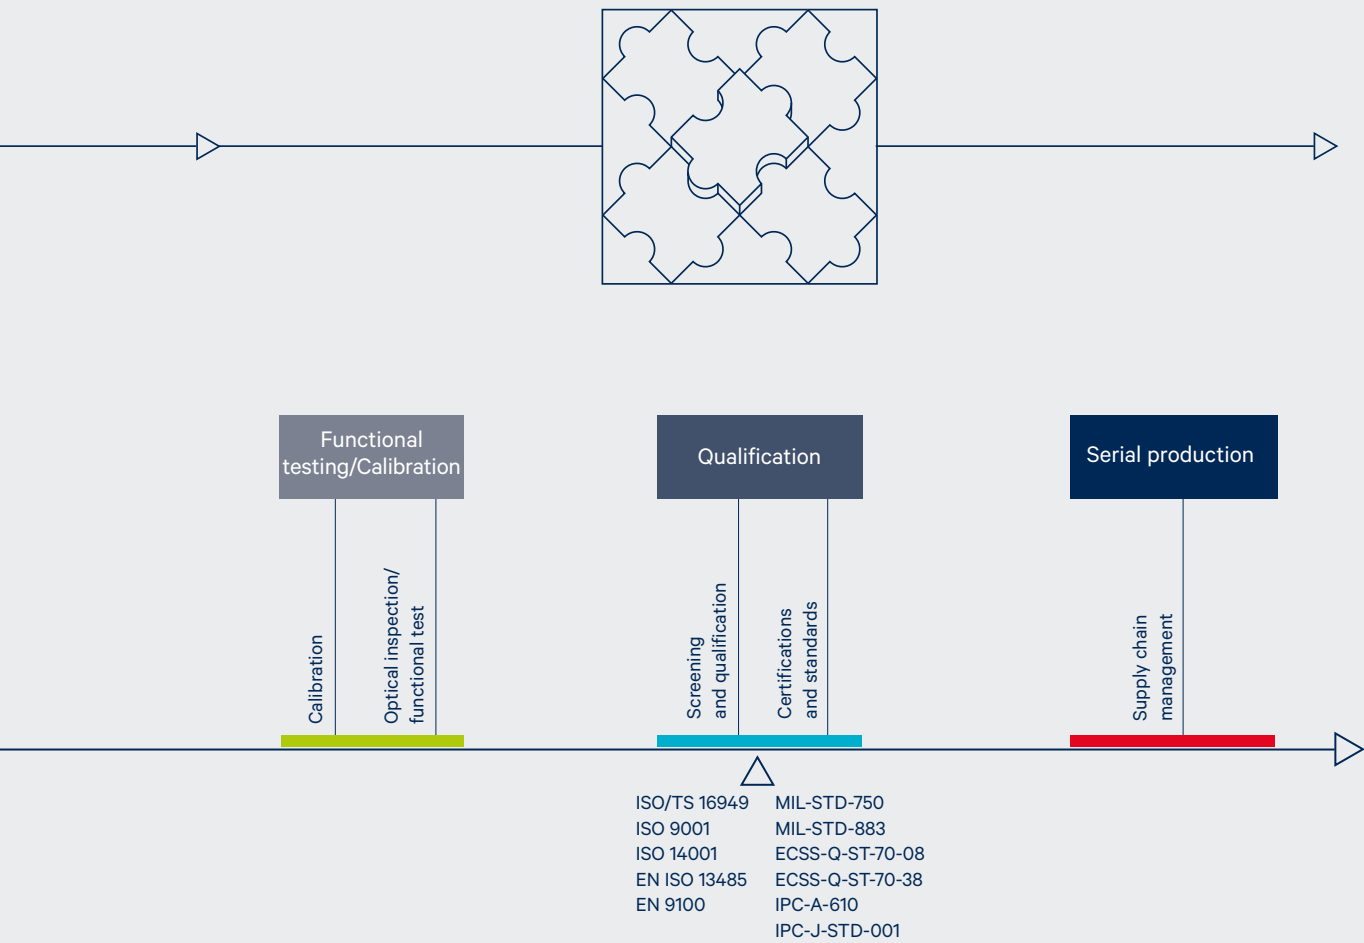 Functional
testing/Calibration
Qualification
Serial production
Calibration
Optical inspection/
functional test
Screening
and qualification
Certifications
and standards
Supply chain
management
ISO/TS 16949
ISO 9001
ISO 14001
EN ISO 13485
EN 9100
MIL-STD-750
MIL-STD-883
ECSS-Q-ST-70-08
ECSS-Q-ST-70-38
IPC-A-610
IPC-J-STD-001